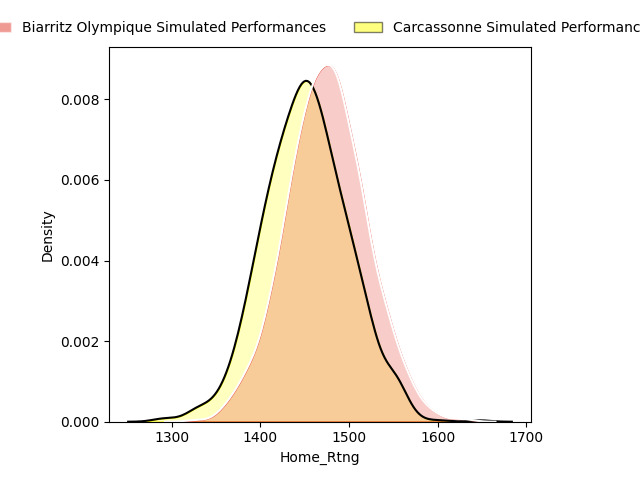 Biarritz Olympique Simulated Performances
Carcassonne Simulated Performanc
0.008
0.006
0.004
0.002
0.000
Density
1300 1400 1500 1600 1700
Home_Rtng